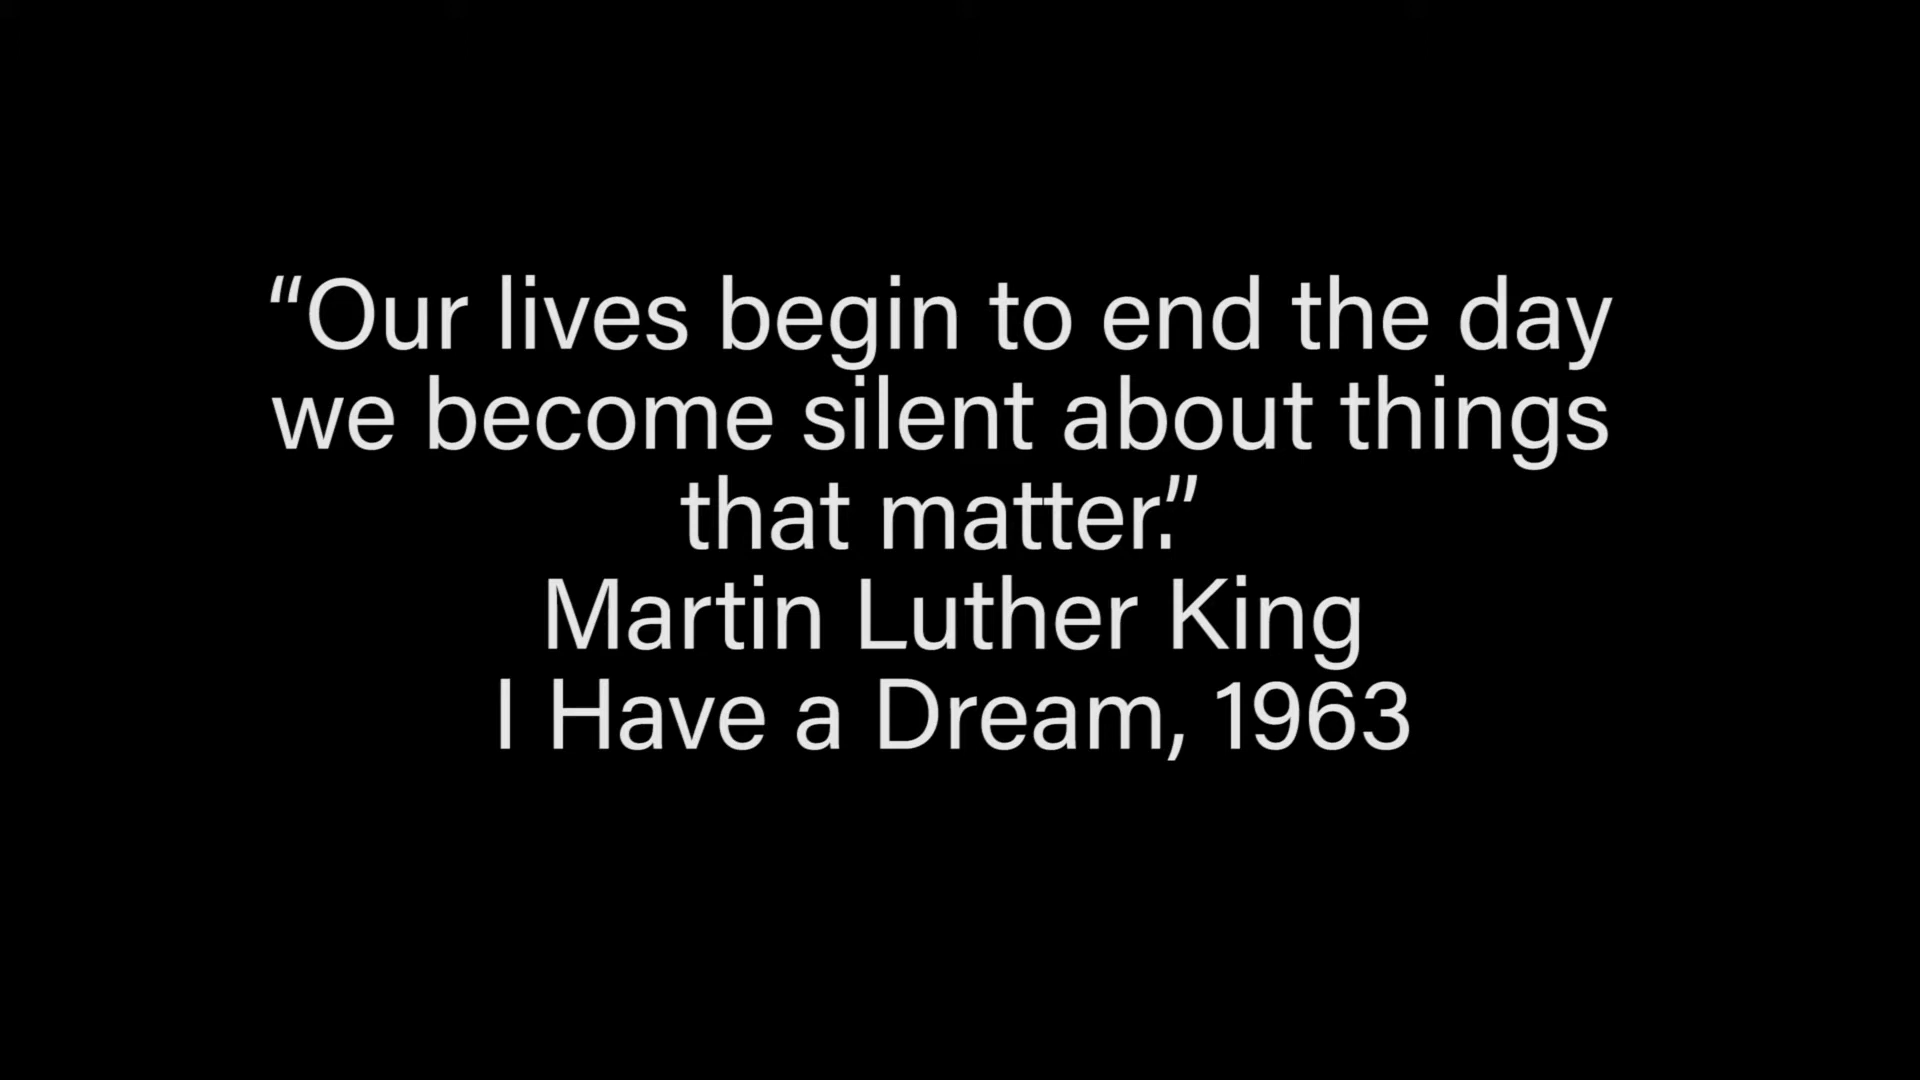 “Our lives begin to end the day
we become silent about things
that matter.”
Martin Luther King
I Have a Dream, 1963